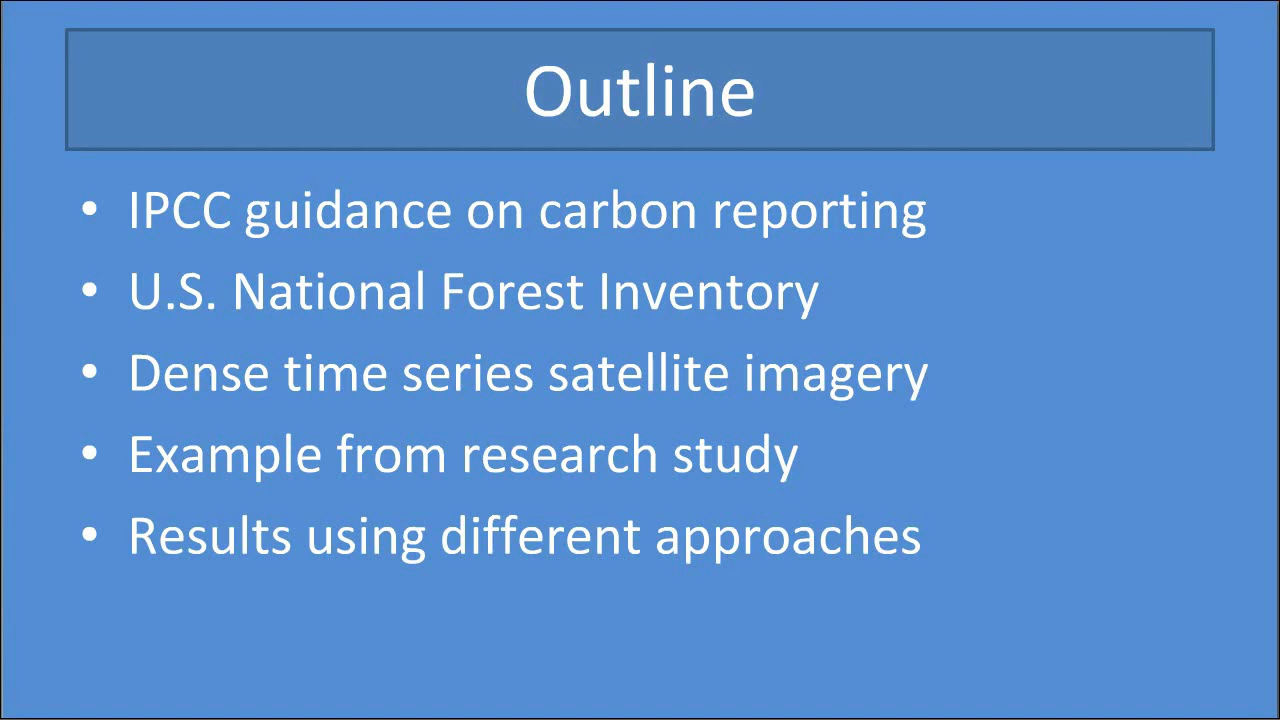 Outline
• IPCC guidance on carbon reporting
• U.S. National Forest Inventory
• Dense time series satellite imagery
• Example from research study
• Results using different approaches